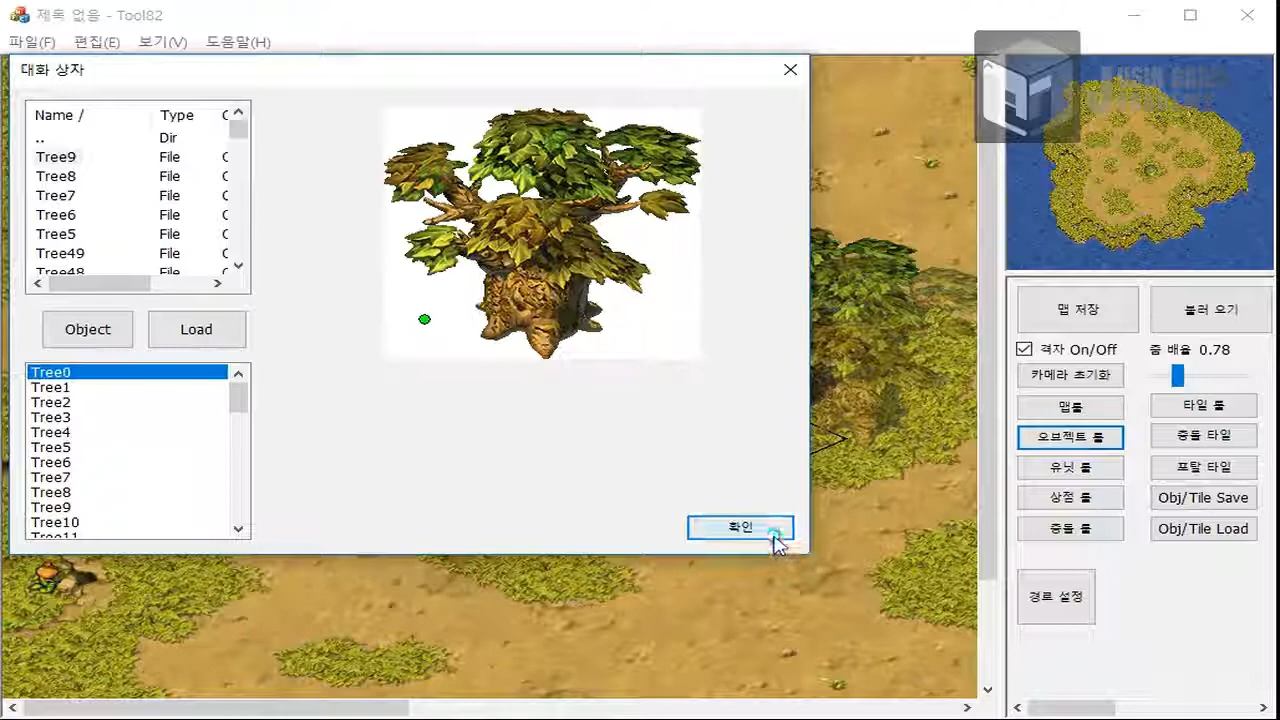 제목 없음 - Tool82
파일(F) 편집(E) 보기(V) 도움말(H)
대화 상자
Name / Type C
.. Dir
Tree9 File C
Tree8 File C
Tree7 File C
Tree6 File C
Tree5 File C
Tree49 File C
Tree48 File C
Object Load
Tree0
Tree1
Tree2
Tree3
Tree4
Tree5
Tree6
Tree7
Tree8
Tree9
Tree10
Tree11
확인
맵 저장 불러 오기
격자 On/Off 줌 배율 0.78
카메라 초기화
맵툴 타일 툴
오브젝트 툴 충돌 타일
유닛 툴 포탈 타일
상점 툴 Obj/Tile Save
충돌 툴 Obj/Tile Load
경로 설정